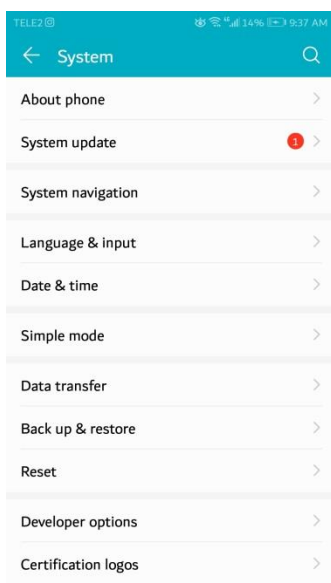 TELE2 14% 9:37 AM
System
About phone
System update 1
System navigation
Language & input
Date & time
Simple mode
Data transfer
Back up & restore
Reset
Developer options
Certification logos